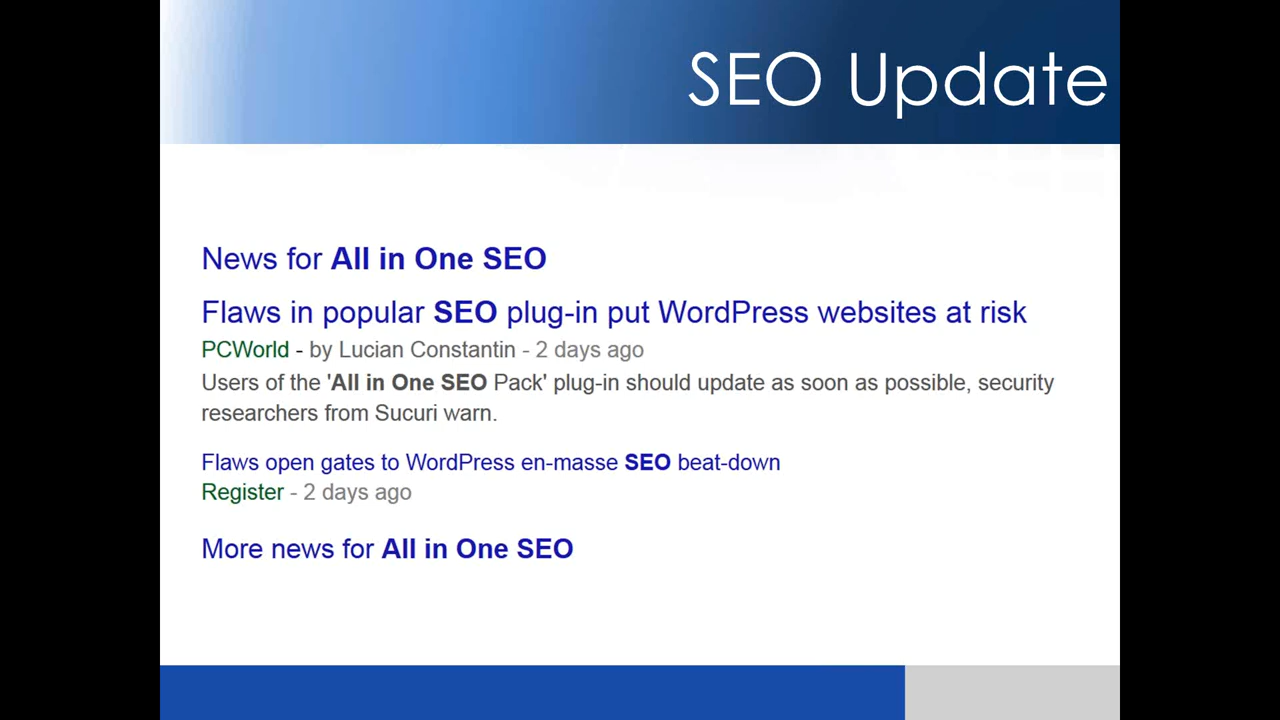 SEO Update
News for All in One SEO
Flaws in popular SEO plug-in put WordPress websites at risk
PCWorld - by Lucian Constantin - 2 days ago
Users of the 'All in One SEO Pack' plug-in should update as soon as possible, security
researchers from Sucuri warn.
Flaws open gates to WordPress en-masse SEO beat-down
Register - 2 days ago
More news for All in One SEO